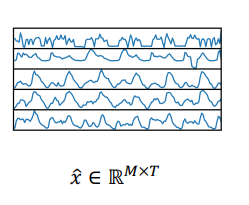 x̂ ∈ ℝ^{M×T}